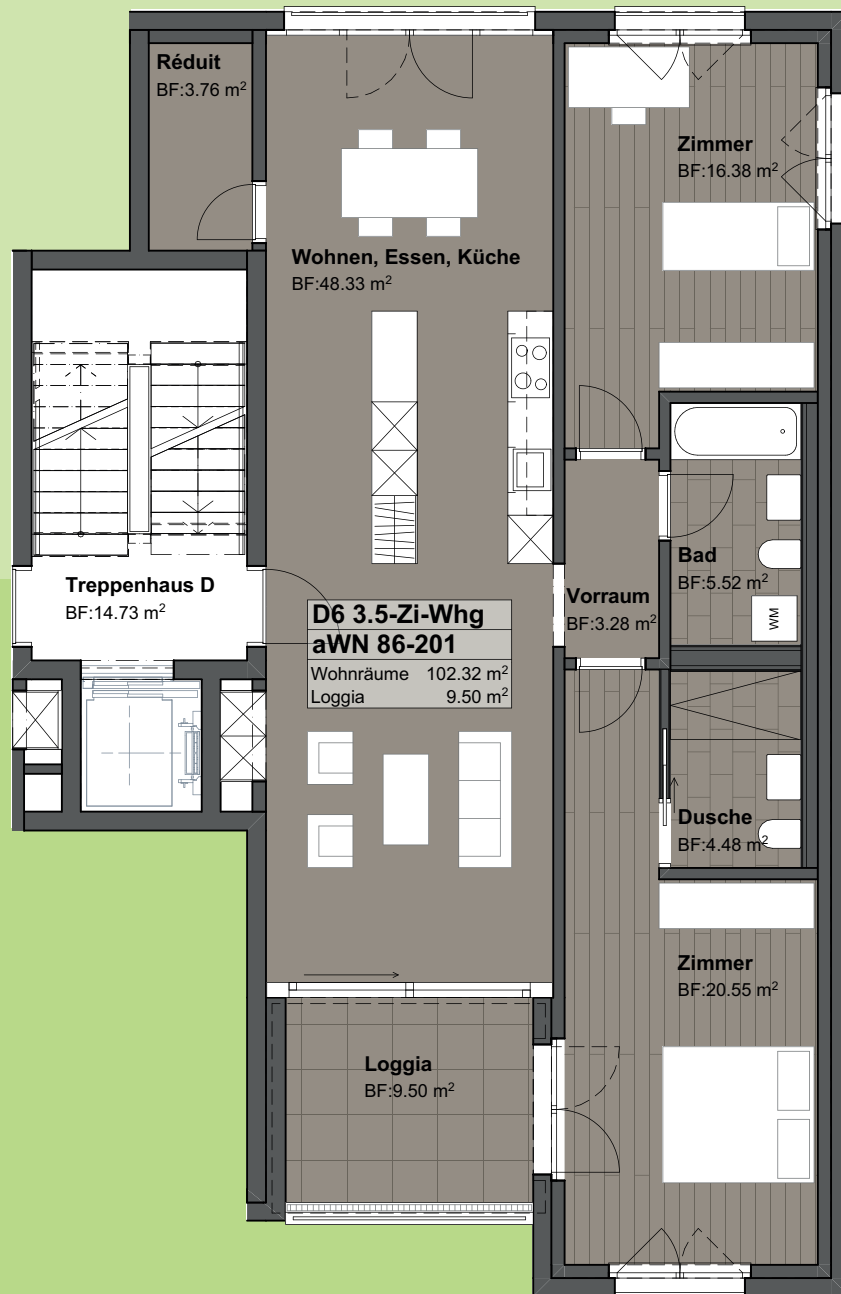 Réduit
BF:3.76 m²
Zimmer
BF:16.38 m²
Wohnen, Essen, Küche
BF:48.33 m²
Treppenhaus D
BF:14.73 m²
Bad
BF:5.52 m²
WM
Vorraum
BF:3.28 m²
D6 3.5-Zi-Whg
aWN 86-201
Wohnräume 102.32 m²
Loggia 9.50 m²
Dusche
BF:4.48 m²
Zimmer
BF:20.55 m²
Loggia
BF:9.50 m²